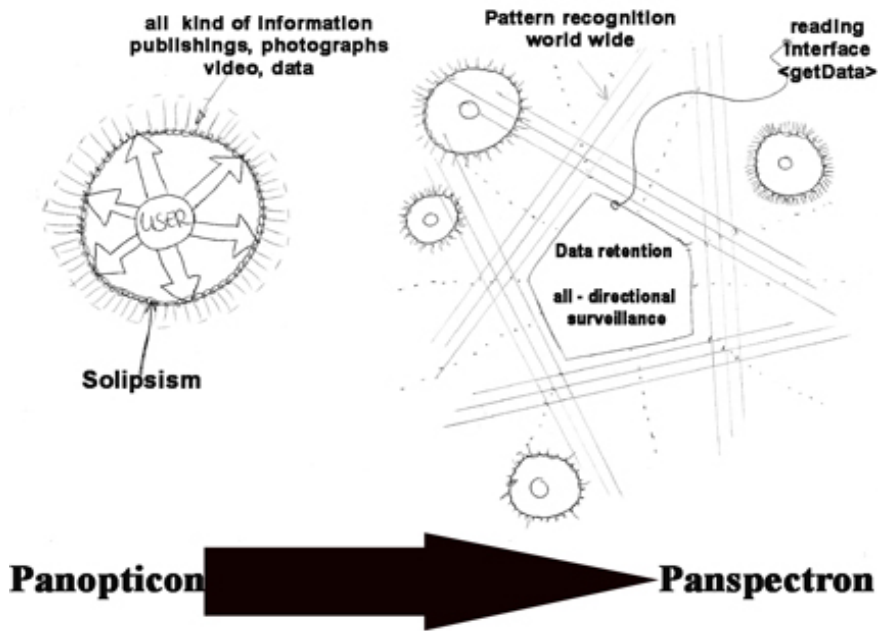 all kind of information
publishings, photographs
video, data
USER
Solipsism
Pattern recognition
world wide
reading
interface
<getData>
Data retention
all - directional
surveillance
Panopticon
Panspectron